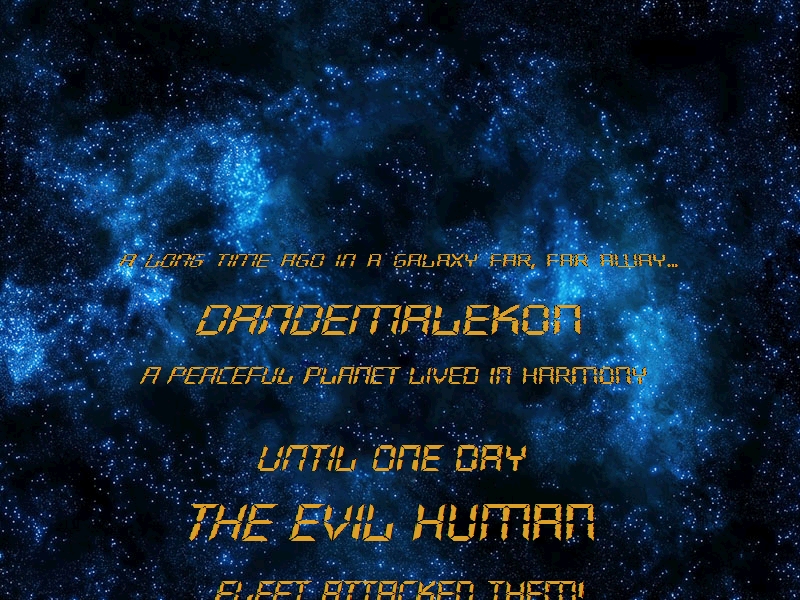 A LONG TIME AGO IN A GALAXY FAR, FAR AWAY...
DANDEMALEKON
A PEACEFUL PLANET LIVED IN HARMONY
UNTIL ONE DAY
THE EVIL HUMAN
FLEET ATTACKED THEM!